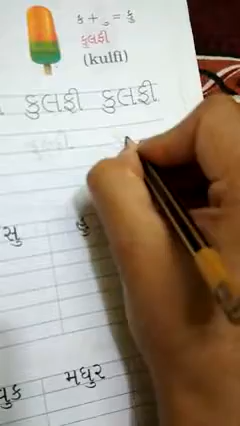 ક + ુ = કુ
કુલફી
(kulfi)
કુલફી કુલફી
સુ
મધુર